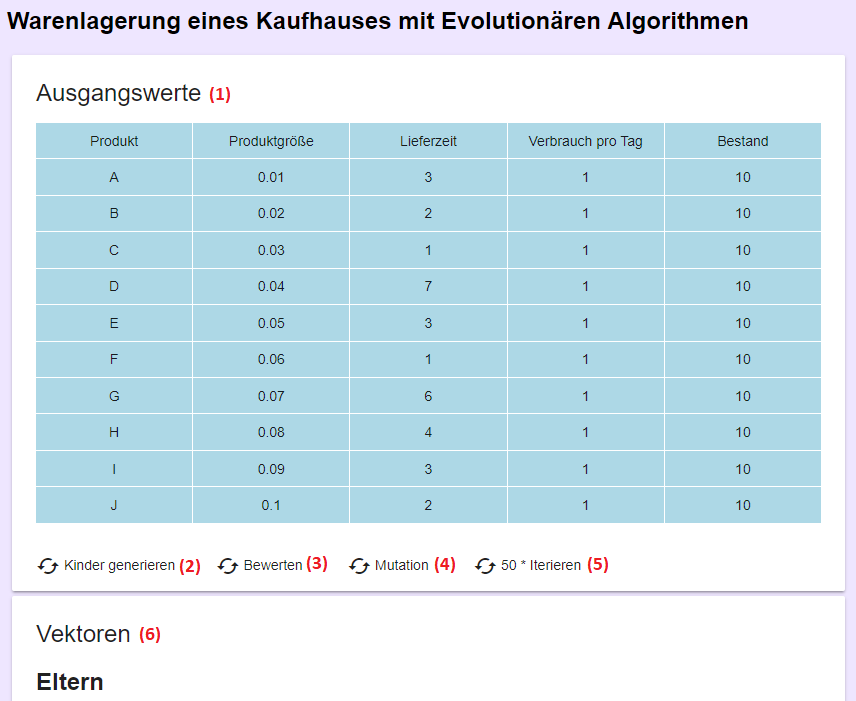 Warenlagerung eines Kaufhauses mit Evolutionären Algorithmen
Ausgangswerte (1)
Produkt Produktgröße Lieferzeit Verbrauch pro Tag Bestand
A 0.01 3 1 10
B 0.02 2 1 10
C 0.03 1 1 10
D 0.04 7 1 10
E 0.05 3 1 10
F 0.06 1 1 10
G 0.07 6 1 10
H 0.08 4 1 10
I 0.09 3 1 10
J 0.1 2 1 10
Kinder generieren (2) Bewerten (3) Mutation (4) 50 * Iterieren (5)
Vektoren (6)
Eltern